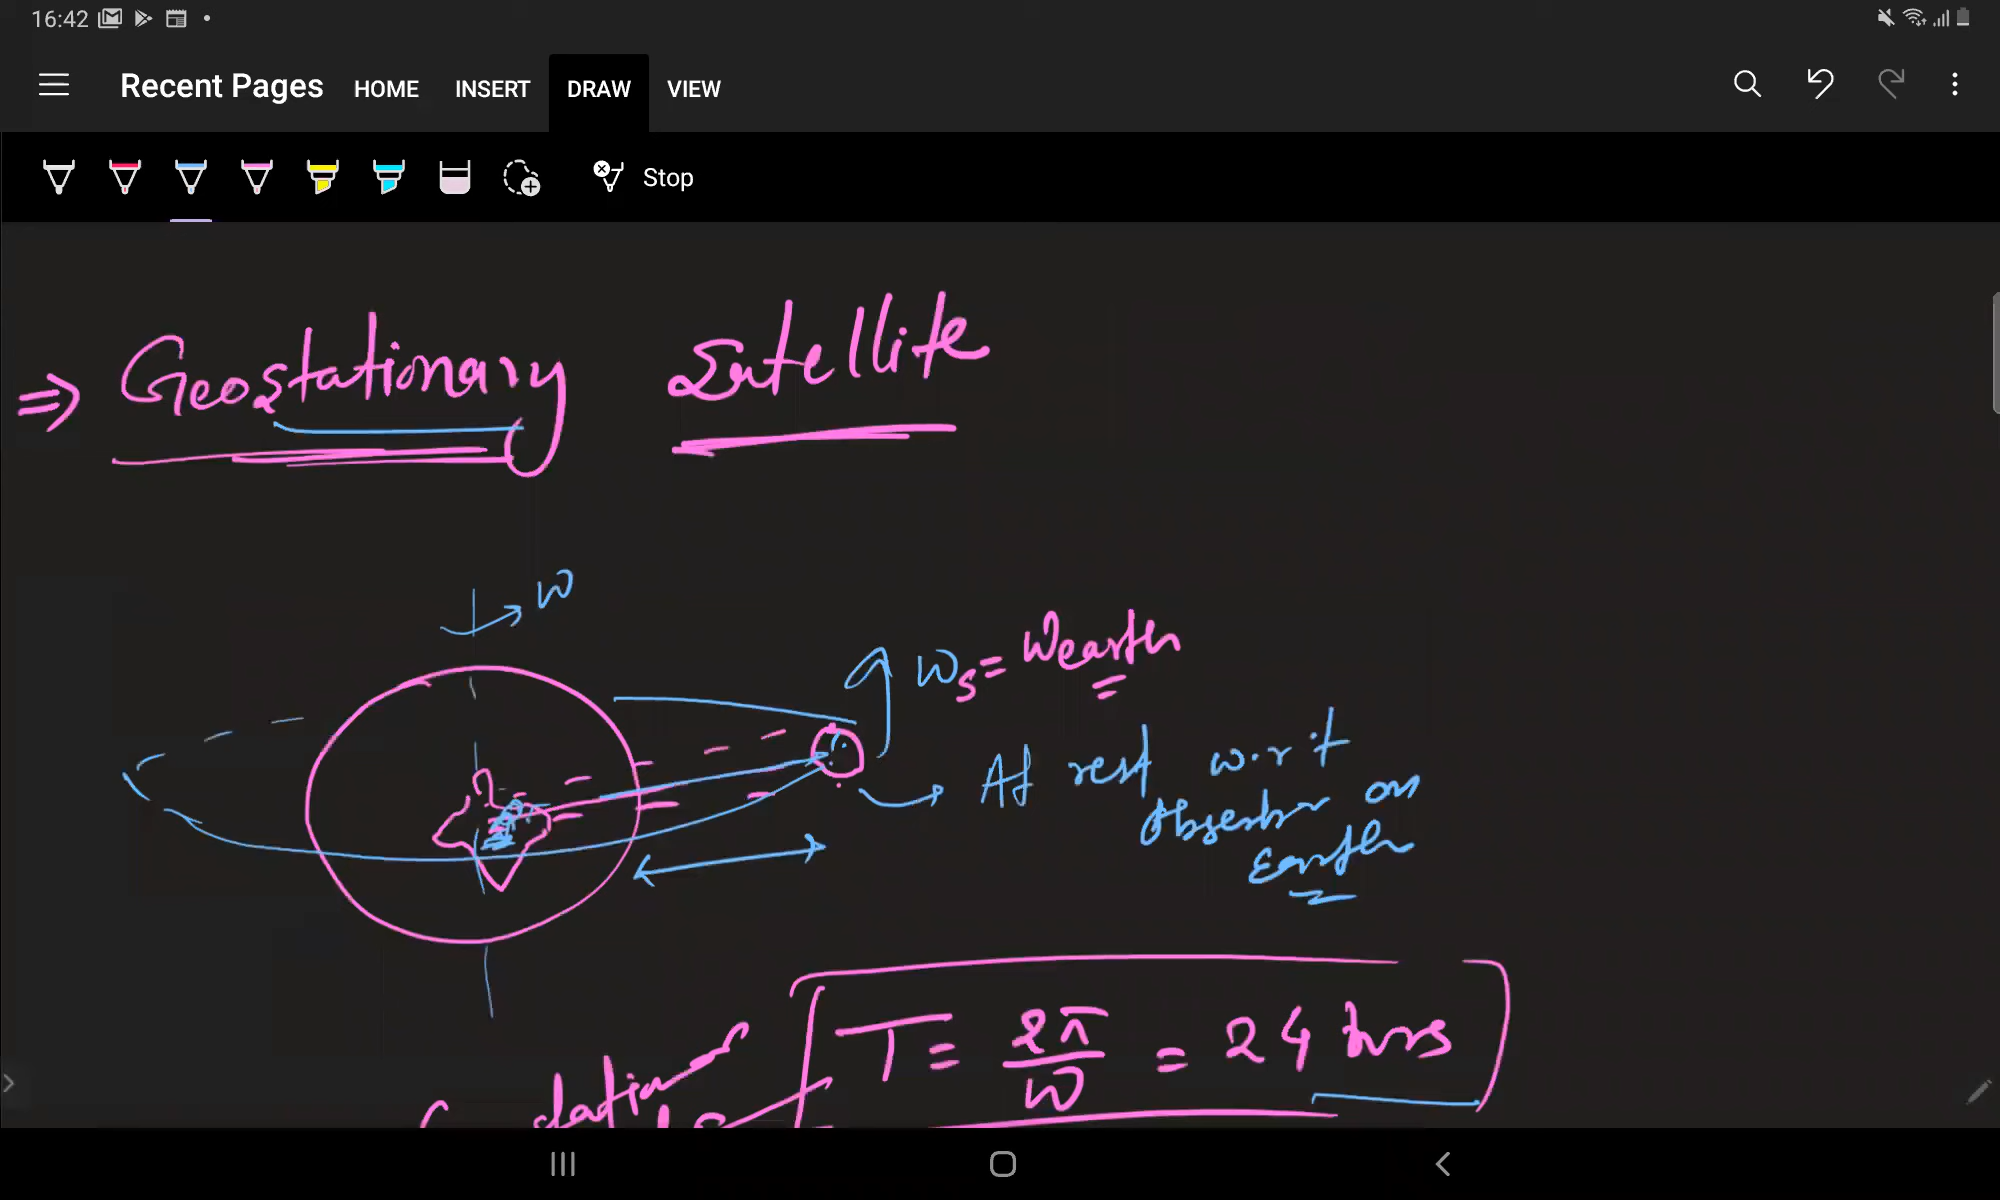 16:42
Recent Pages HOME INSERT DRAW VIEW
Stop
⇒ Geostationary Satellite
ω
ωs = ωearth
At rest w.r.t
Observer on
Earth
T = 2π/ω = 24 hrs